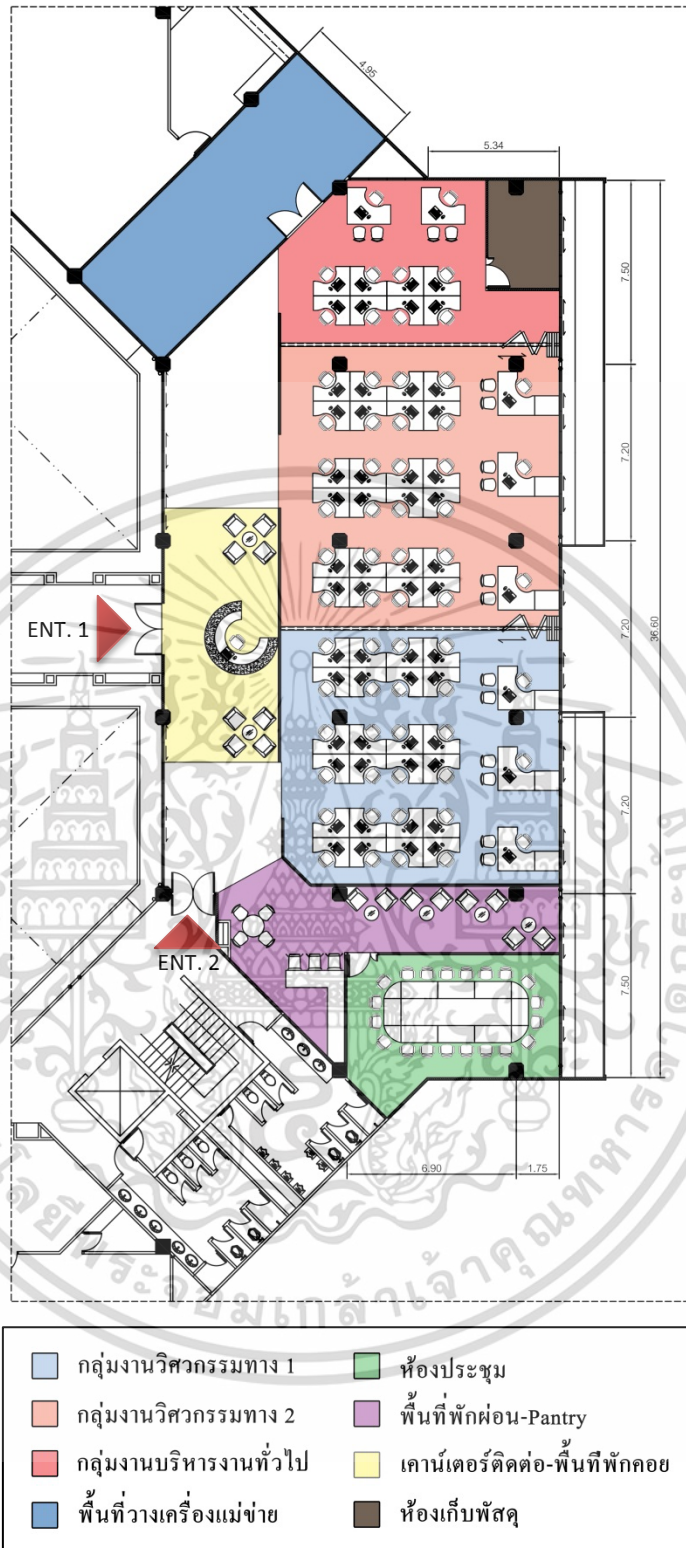 4.95
5.34
7.50
7.20
7.20
36.60
7.20
7.50
ENT. 1
ENT. 2
6.90
1.75
กลุ่มงานวิศวกรรมทาง 1
ห้องประชุม
กลุ่มงานวิศวกรรมทาง 2
พื้นที่พักผ่อน-Pantry
กลุ่มงานบริหารงานทั่วไป
เคาน์เตอร์ติดต่อ-พื้นที่พักคอย
พื้นที่วางเครื่องแม่ข่าย
ห้องเก็บพัสดุ